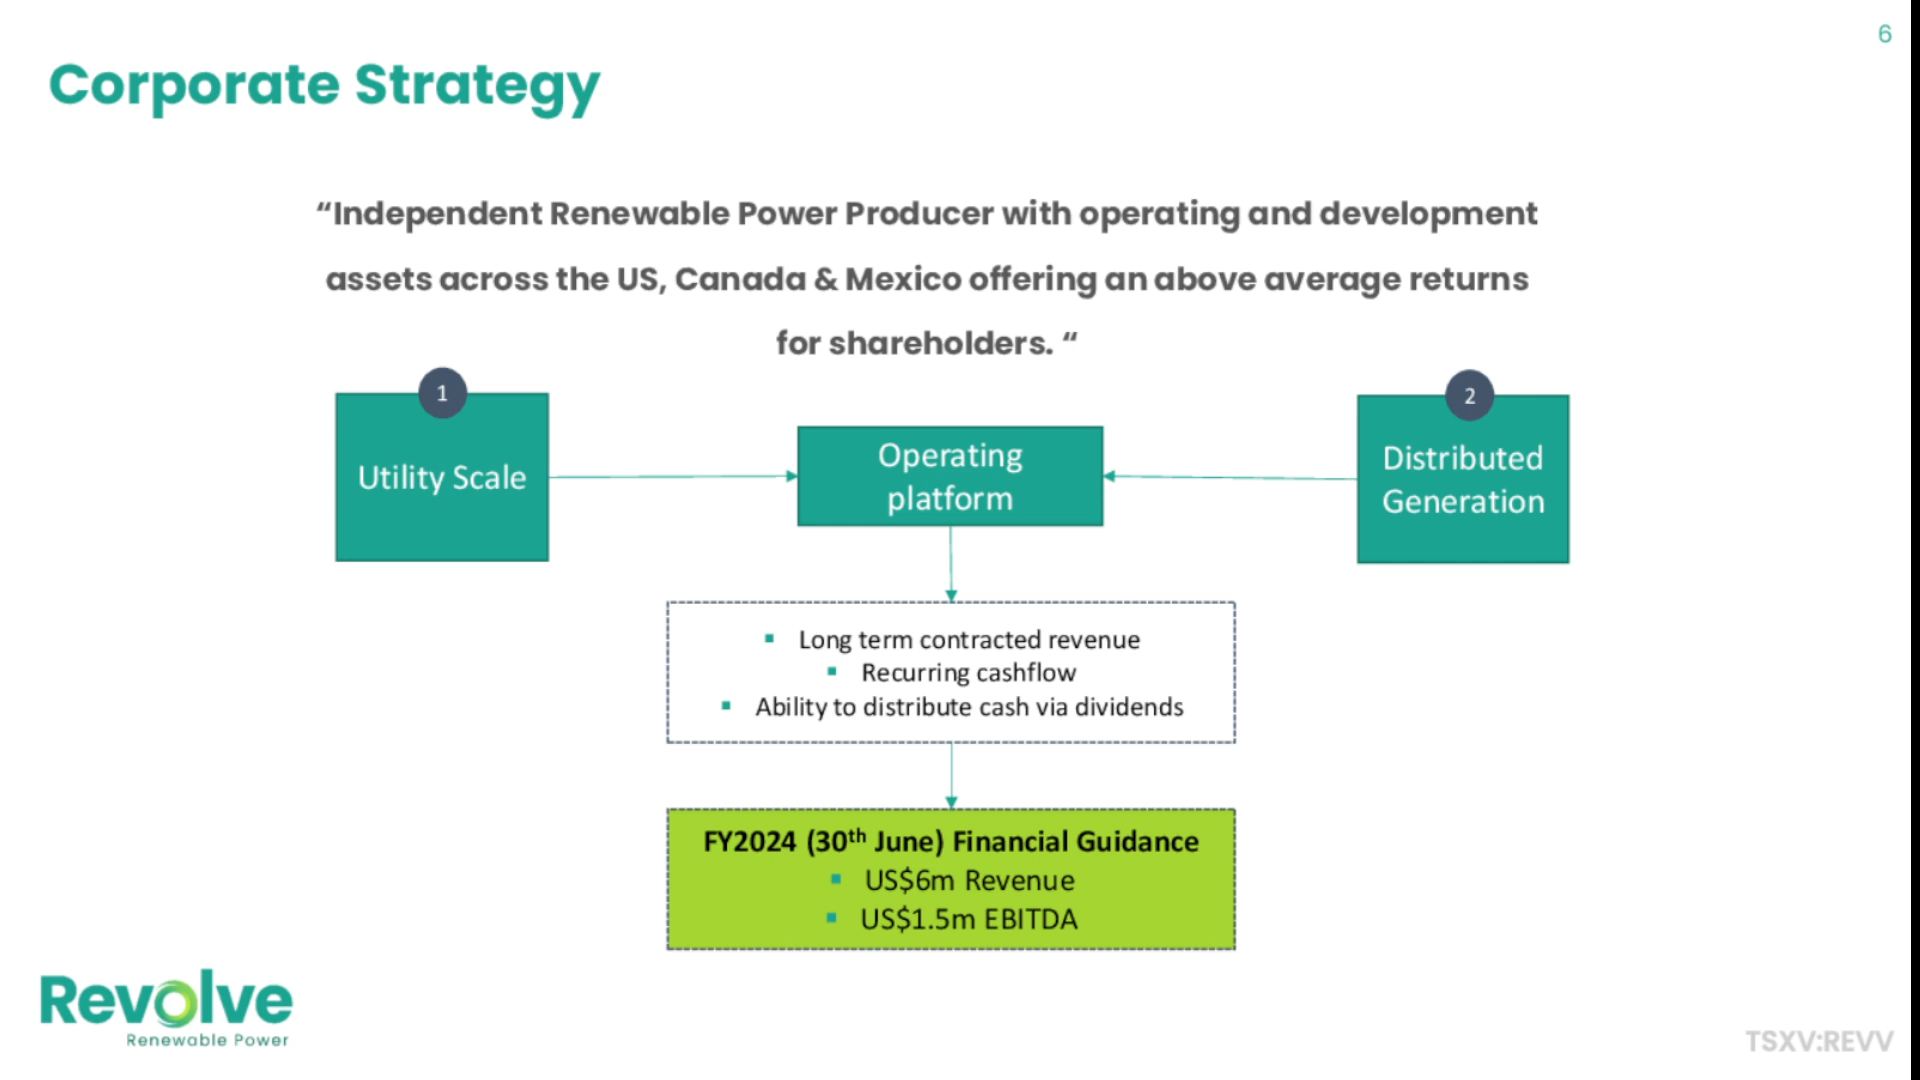 6
Corporate Strategy
“Independent Renewable Power Producer with operating and development
assets across the US, Canada & Mexico offering an above average returns
for shareholders. “
1
Utility Scale
Operating
platform
2
Distributed
Generation
▪ Long term contracted revenue
▪ Recurring cashflow
▪ Ability to distribute cash via dividends
FY2024 (30th June) Financial Guidance
▪ US$6m Revenue
▪ US$1.5m EBITDA
Revolve
Renewable Power
TSXV:REVV